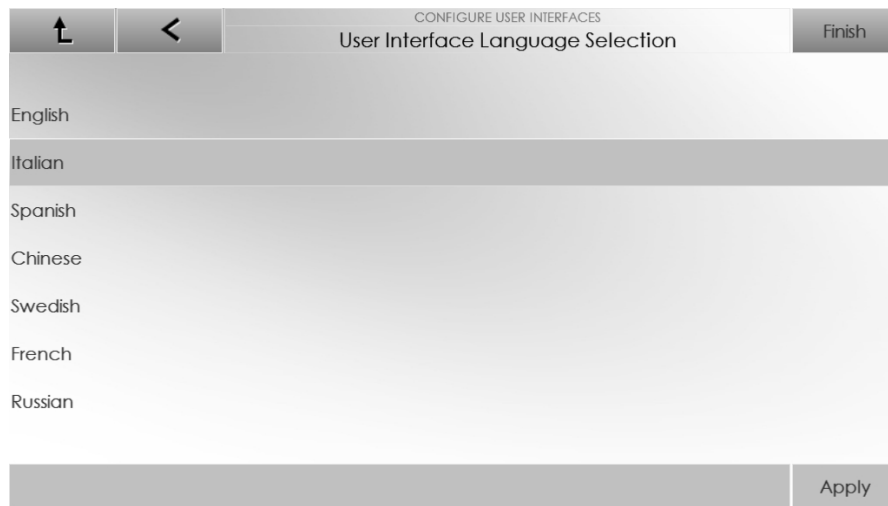 CONFIGURE USER INTERFACES
User Interface Language Selection
Finish
English
Italian
Spanish
Chinese
Swedish
French
Russian
Apply